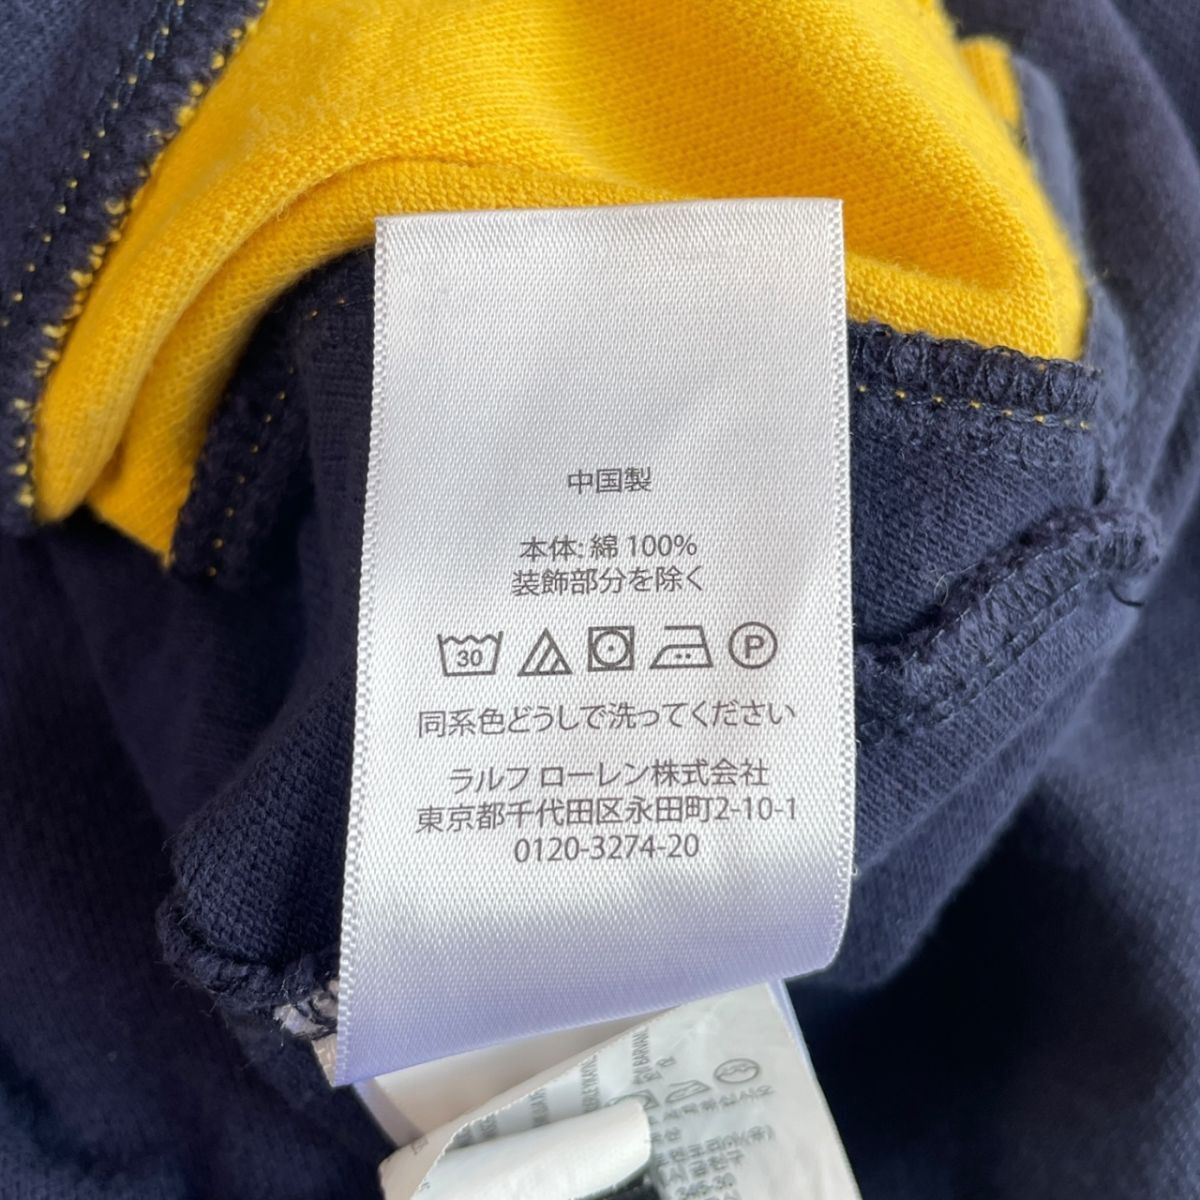 中国製
本体: 綿 100%
装飾部分を除く
30 P
同系色どうしで洗ってください
ラルフ ローレン株式会社
東京都千代田区永田町2-10-1
0120-3274-20